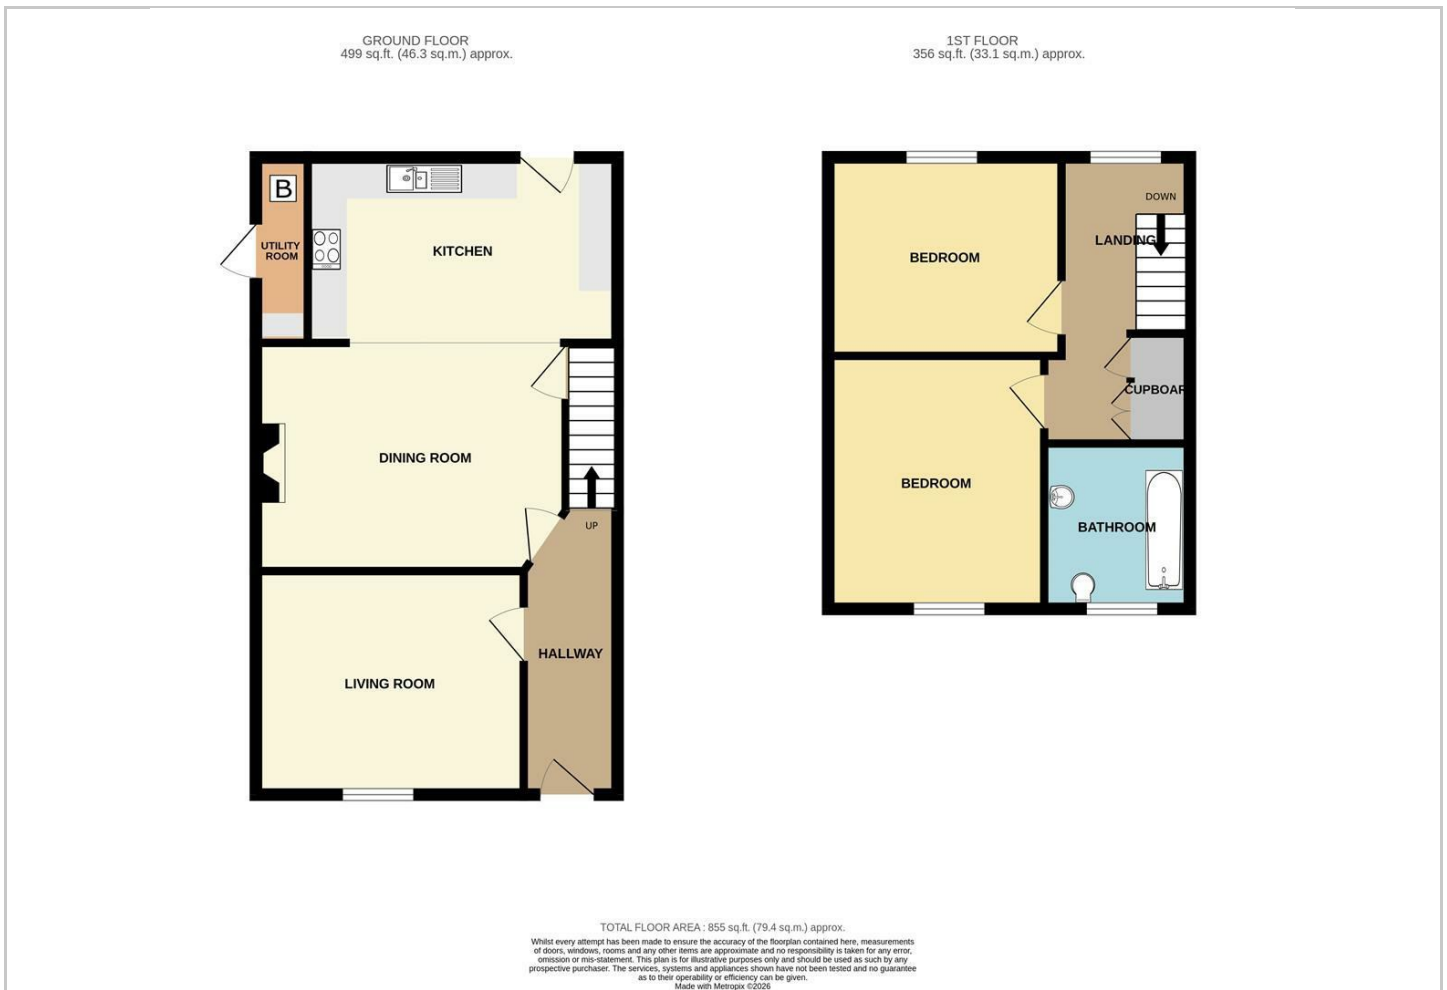 GROUND FLOOR
499 sq.ft. (46.3 sq.m.) approx.
1ST FLOOR
356 sq.ft. (33.1 sq.m.) approx.
B
UTILITY
ROOM
KITCHEN
DINING ROOM
UP
HALLWAY
LIVING ROOM
BEDROOM
DOWN
LANDING
CUPBOAR
BEDROOM
BATHROOM
TOTAL FLOOR AREA : 855 sq.ft. (79.4 sq.m.) approx.
Whilst every attempt has been made to ensure the accuracy of the floorplan contained here, measurements
of doors, windows, rooms and any other items are approximate and no responsibility is taken for any error,
omission or mis-statement. This plan is for illustrative purposes only and should be used as such by any
prospective purchaser. The services, systems and appliances shown have not been tested and no guarantee
as to their operability or efficiency can be given.
Made with Metropix ©2026